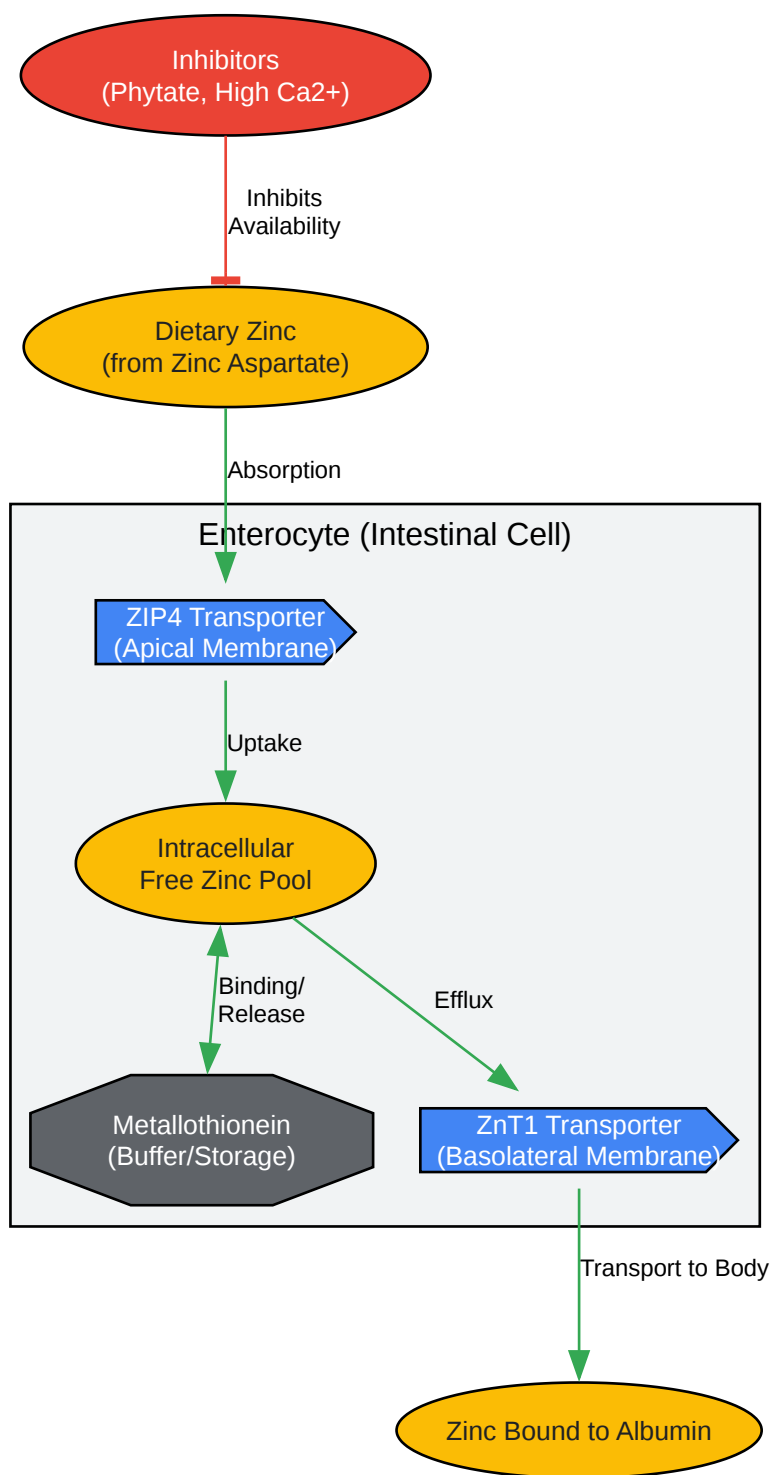 Inhibitors
(Phytate, High Ca2+)
Inhibits
Availability
Dietary Zinc
(from Zinc Aspartate)
Absorption
Enterocyte (Intestinal Cell)
ZIP4 Transporter
(Apical Membrane)
Uptake
Intracellular
Free Zinc Pool
Binding/
Release
Efflux
Metallothionein
(Buffer/Storage)
ZnT1 Transporter
(Basolateral Membrane)
Transport to Body
Zinc Bound to Albumin